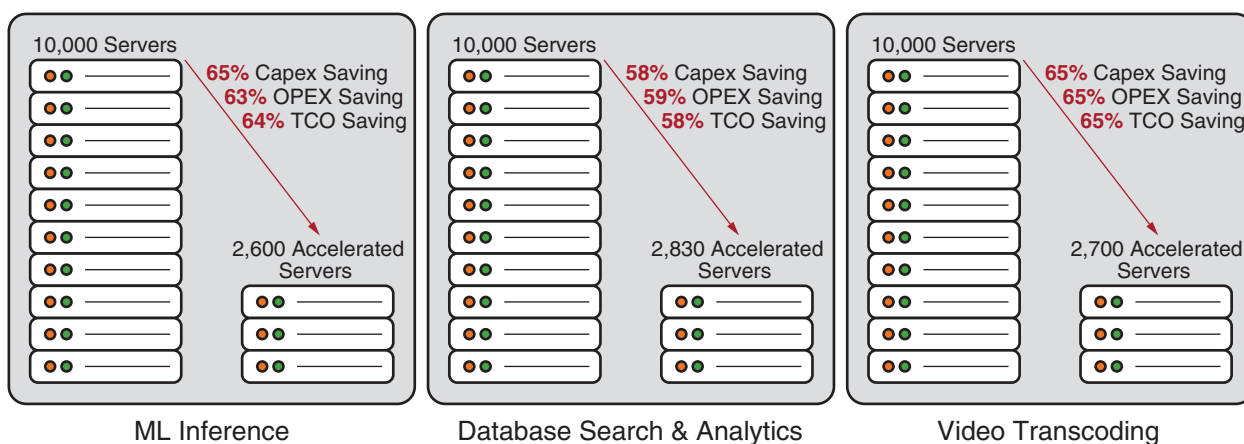 10,000 Servers
65% Capex Saving
63% OPEX Saving
64% TCO Saving
2,600 Accelerated
Servers
ML Inference
10,000 Servers
58% Capex Saving
59% OPEX Saving
58% TCO Saving
2,830 Accelerated
Servers
Database Search & Analytics
10,000 Servers
65% Capex Saving
65% OPEX Saving
65% TCO Saving
2,700 Accelerated
Servers
Video Transcoding